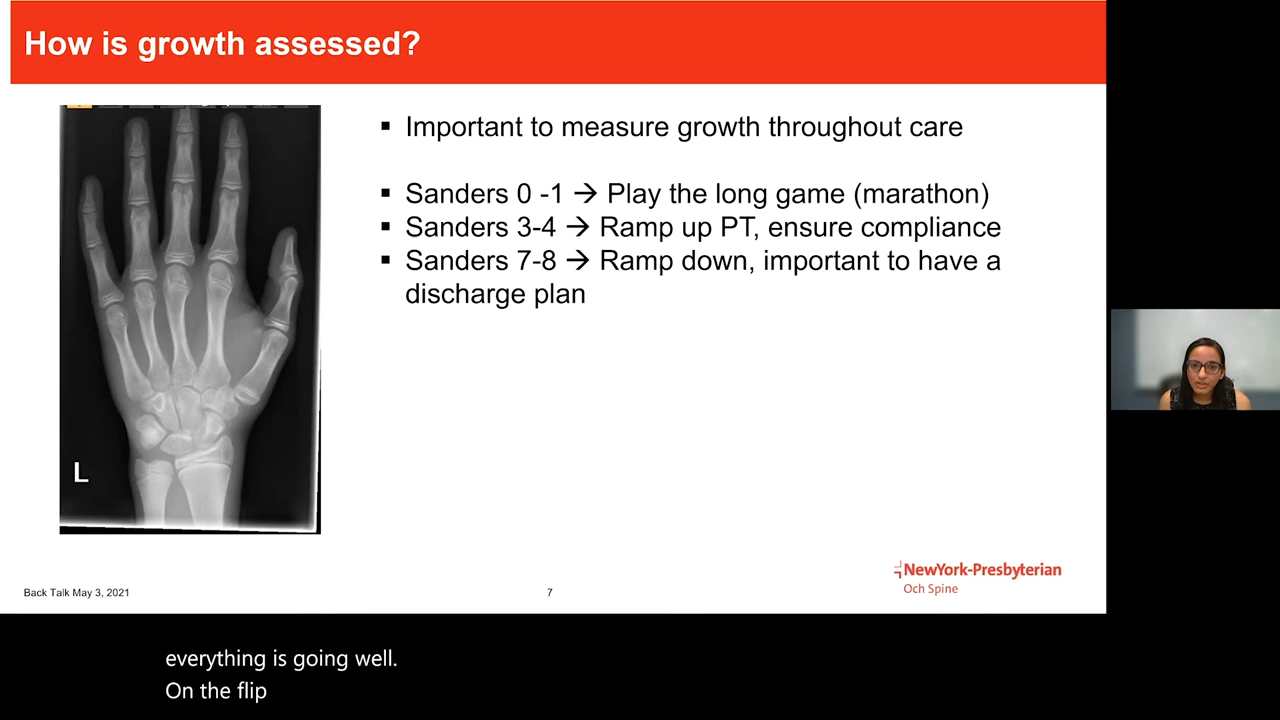 How is growth assessed?
▪ Important to measure growth throughout care
▪ Sanders 0 -1 → Play the long game (marathon)
▪ Sanders 3-4 → Ramp up PT, ensure compliance
▪ Sanders 7-8 → Ramp down, important to have a
discharge plan
L
NewYork-Presbyterian
Och Spine
Back Talk May 3, 2021
7
everything is going well.
On the flip